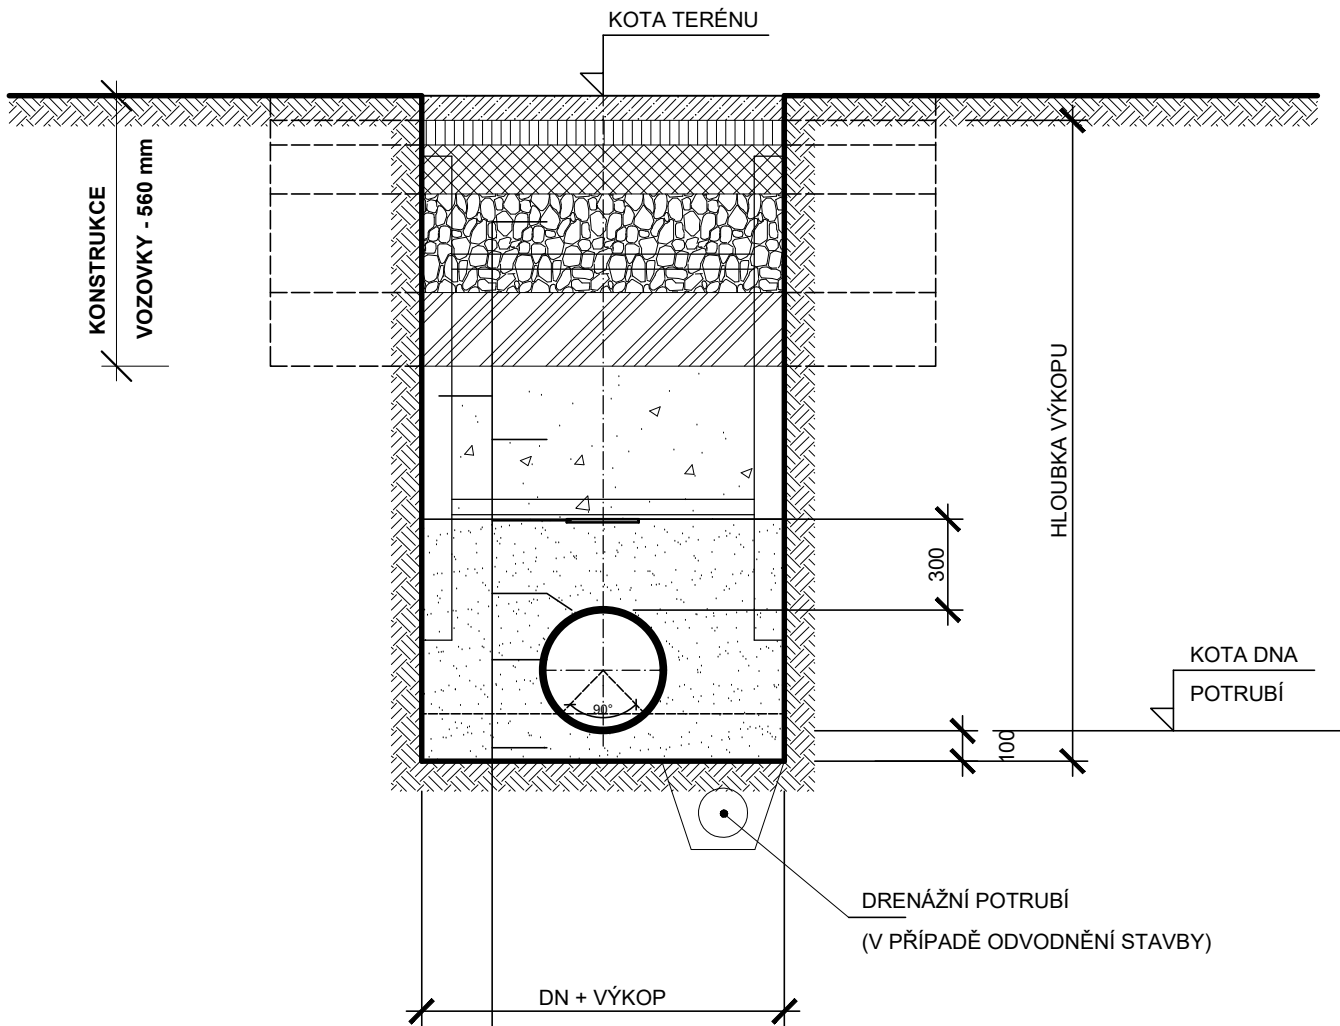 KOTA TERÉNU
KONSTRUKCE
VOZOVKY - 560 mm
HLOUBKA VÝKOPU
300
KOTA DNA
POTRUBÍ
90°
100
DRENÁŽNÍ POTRUBÍ
(V PŘÍPADĚ ODVODNĚNÍ STAVBY)
DN + VÝKOP